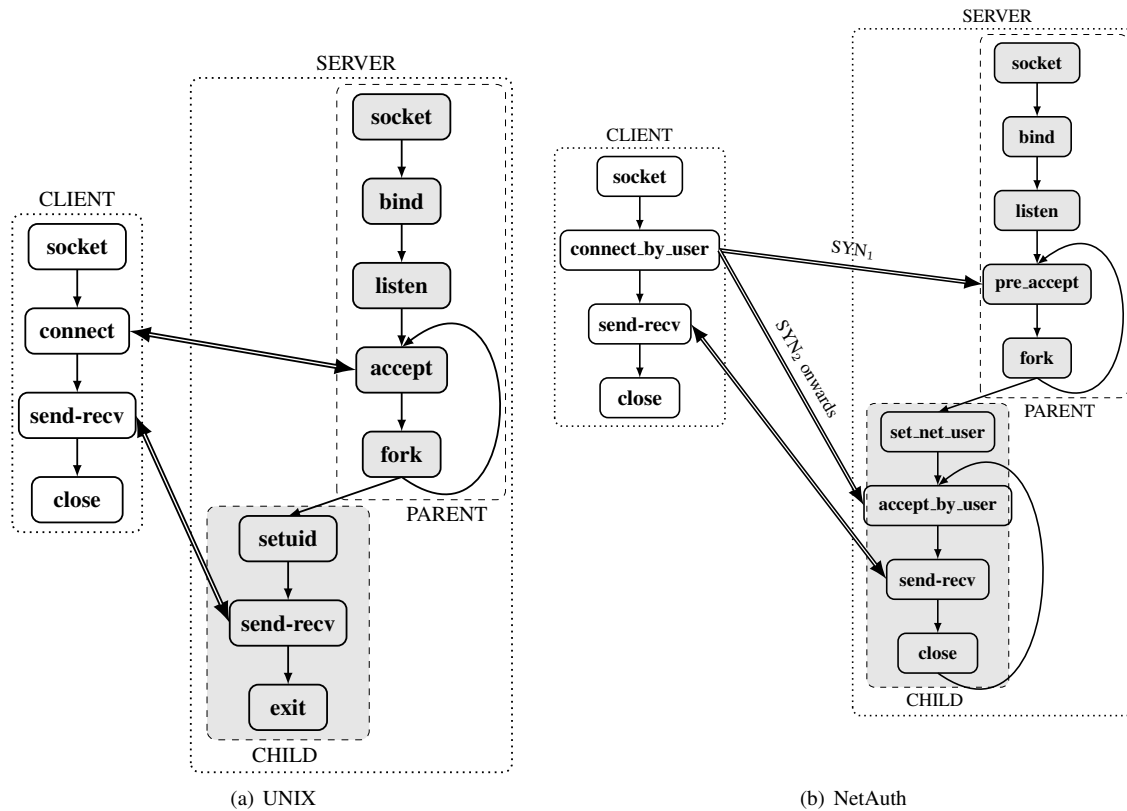 SERVER
socket
bind
listen
accept
fork
PARENT
CLIENT
socket
connect
send-recv
close
setuid
send-recv
exit
CHILD
(a) UNIX
SERVER
socket
bind
listen
pre_accept
fork
PARENT
CLIENT
socket
connect_by_user
send-recv
close
SYN₁
SYN₂ onwards
set_net_user
accept_by_user
send-recv
close
CHILD
(b) NetAuth